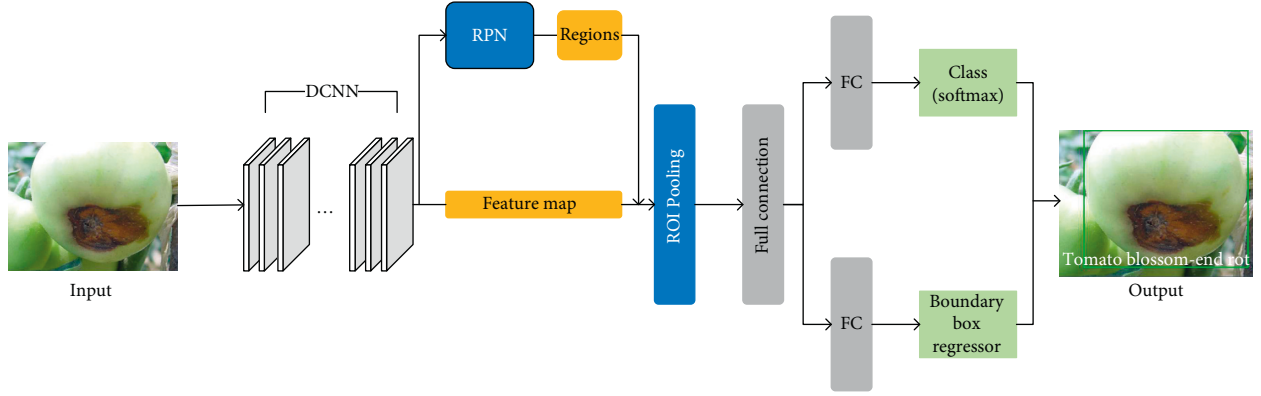 Input
DCNN
...
RPN
Regions
Feature map
ROI Pooling
Full connection
FC
Class
(softmax)
FC
Boundary
box
regressor
Tomato blossom-end rot
Output